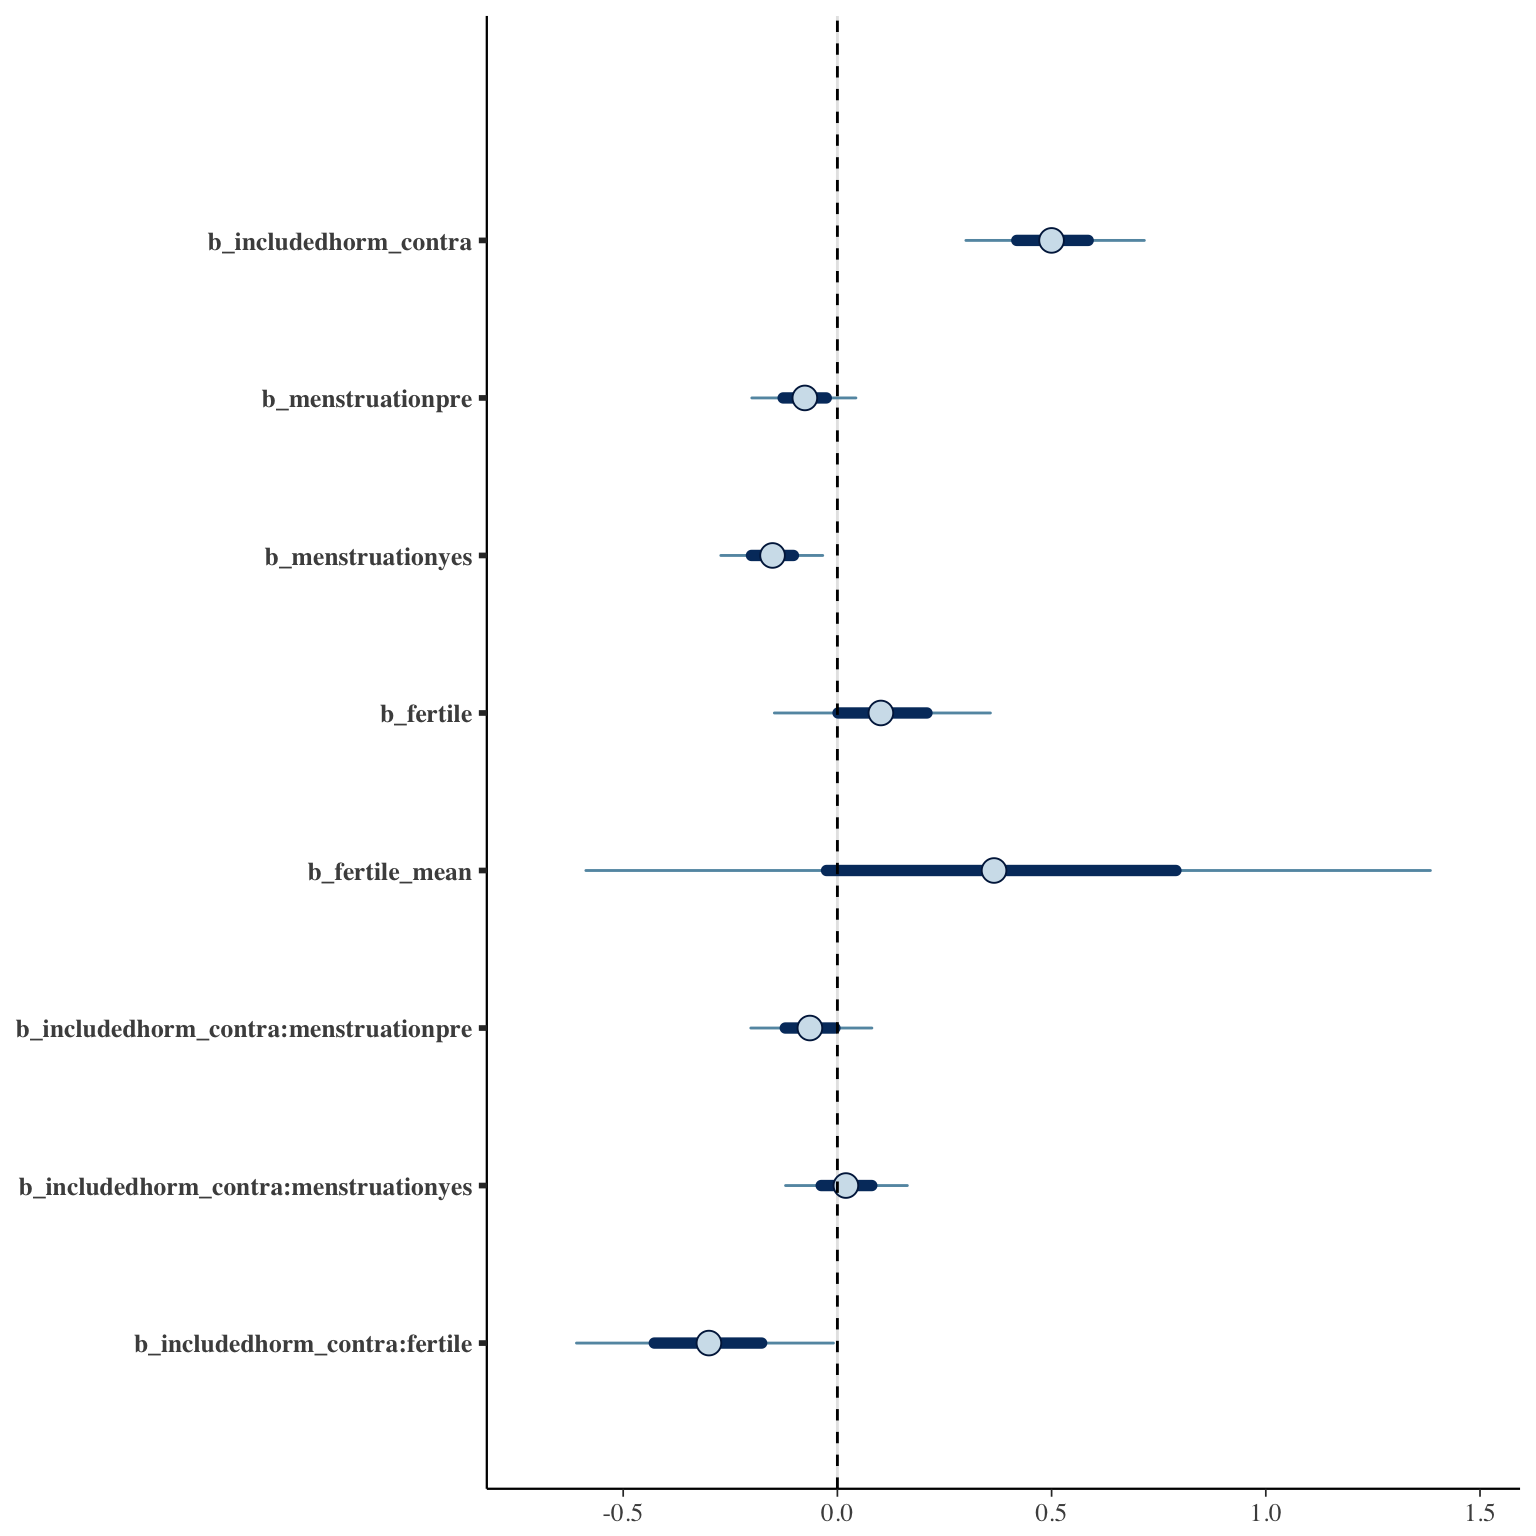 b_includedhorm_contra
b_menstruationpre
b_menstruationyes
b_fertile
b_fertile_mean
b_includedhorm_contra:menstruationpre
b_includedhorm_contra:menstruationyes
b_includedhorm_contra:fertile
-0.5 0.0 0.5 1.0 1.5